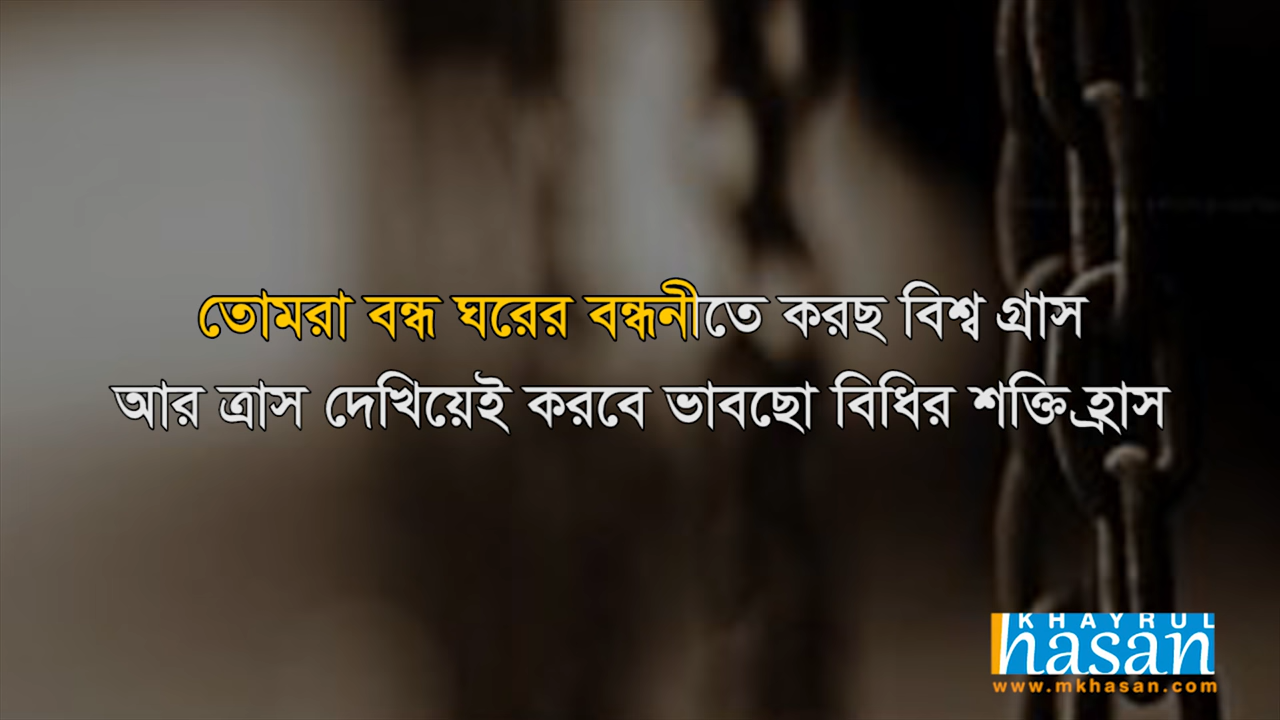 তোমরা বন্ধ ঘরের বন্ধনীতে করছ বিশ্ব গ্রাস
আর ত্রাস দেখিয়েই করবে ভাবছো বিধির শক্তি হ্রাস
KHAYRUL
hasan
www.mkhasan.com